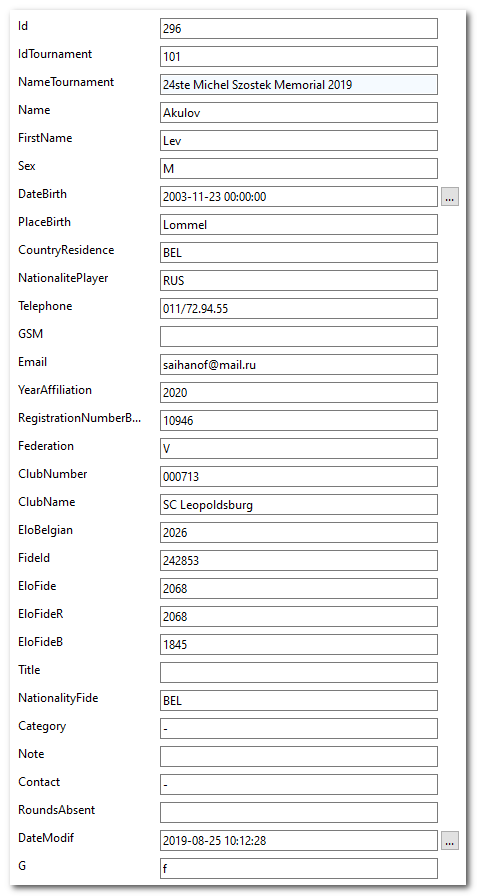 Id 296
IdTournament 101
NameTournament 24ste Michel Szostek Memorial 2019
Name Akulov
FirstName Lev
Sex M
DateBirth 2003-11-23 00:00:00 ...
PlaceBirth Lommel
CountryResidence BEL
NationalitePlayer RUS
Telephone 011/72.94.55
GSM
Email saihanof@mail.ru
YearAffiliation 2020
RegistrationNumberB... 10946
Federation V
ClubNumber 000713
ClubName SC Leopoldsburg
EloBelgian 2026
FideId 242853
EloFide 2068
EloFideR 2068
EloFideB 1845
Title
NationalityFide BEL
Category -
Note
Contact -
RoundsAbsent
DateModif 2019-08-25 10:12:28 ...
G f